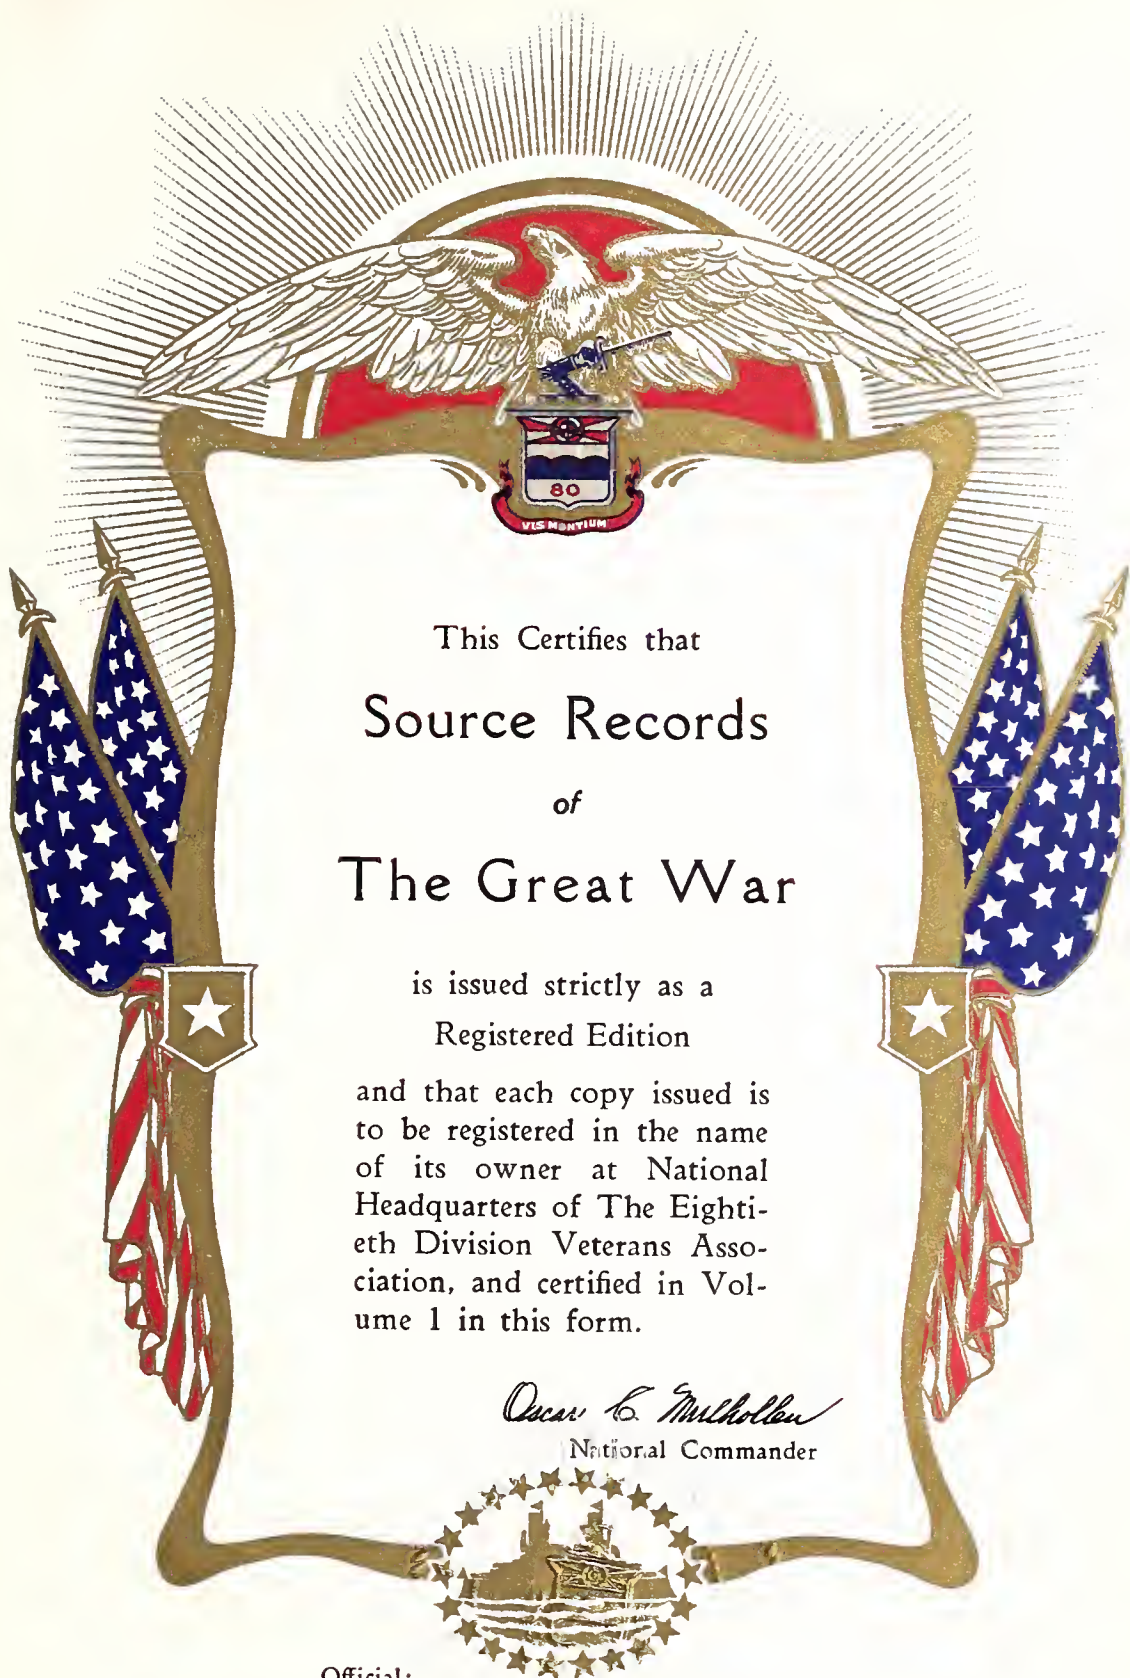 80
VIS MONTIUM
This Certifies that
Source Records
of
The Great War
is issued strictly as a
Registered Edition
and that each copy issued is
to be registered in the name
of its owner at National
Headquarters of The Eighti-
eth Division Veterans Asso-
ciation, and certified in Vol-
ume 1 in this form.
Oscar C. Mulhollen
National Commander
Official: